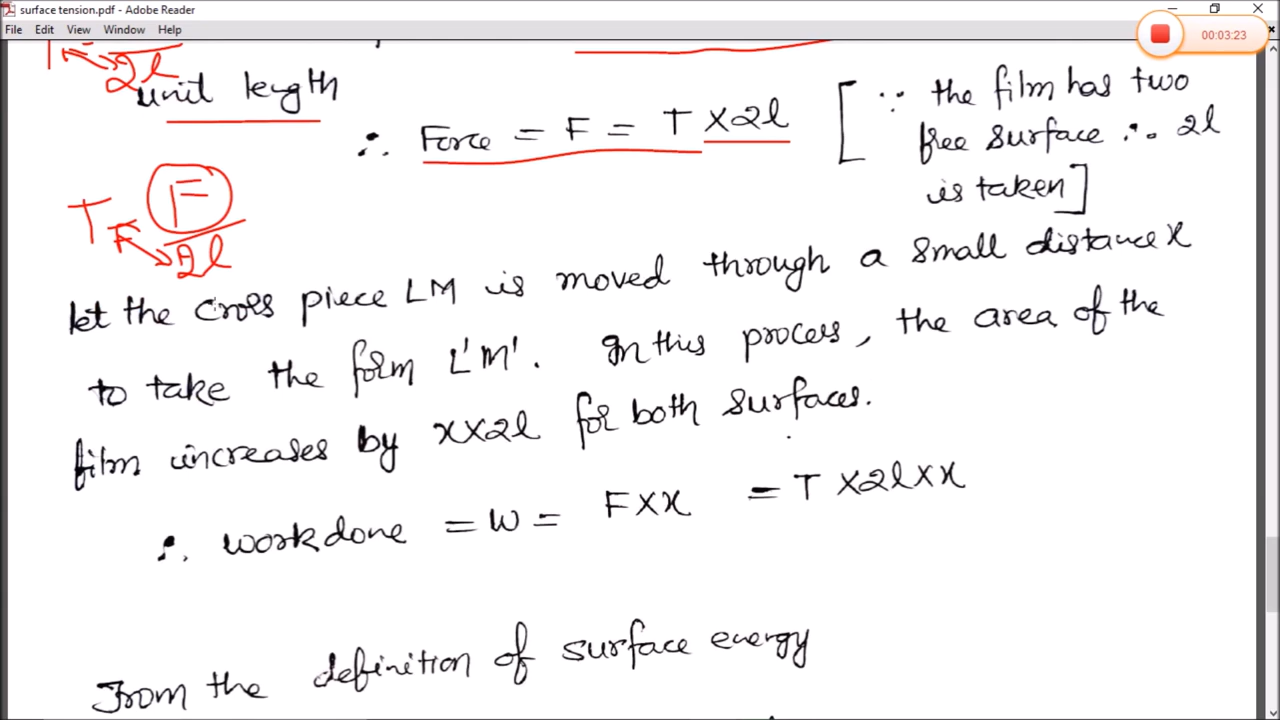 surface tension.pdf - Adobe Reader
File Edit View Window Help
00:03:23
2l
unit length
∴ Force = F = T × 2l [∵ the film has two
free surface ∴ 2l
is taken]
T F
2l
let the cross piece LM is moved through a small distance x
to take the form L'M'. In this process, the area of the
film increases by x×2l for both surfaces.
∴ workdone = W = F×x = T×2l×x
From the definition of surface energy